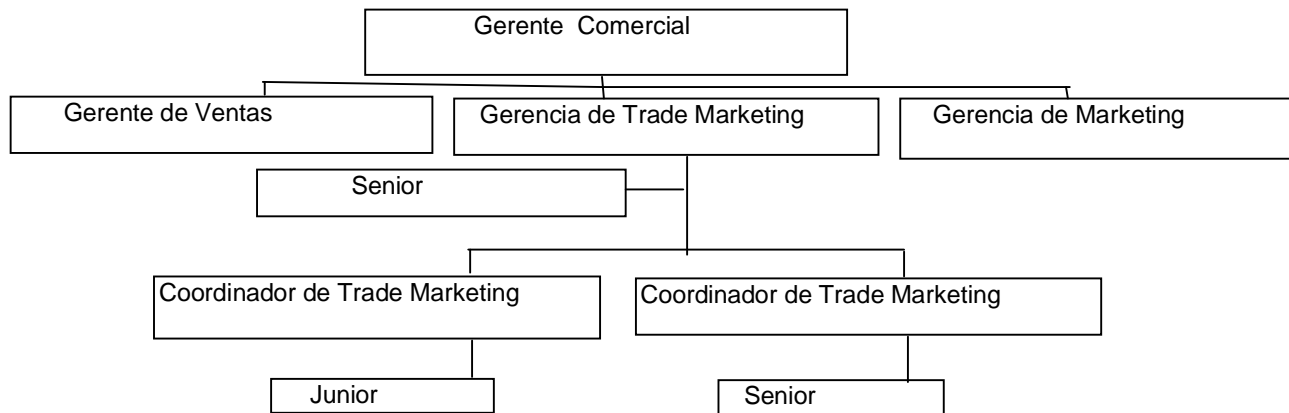 Gerente Comercial
Gerente de Ventas
Gerencia de Trade Marketing
Gerencia de Marketing
Senior
Coordinador de Trade Marketing
Coordinador de Trade Marketing
Junior
Senior